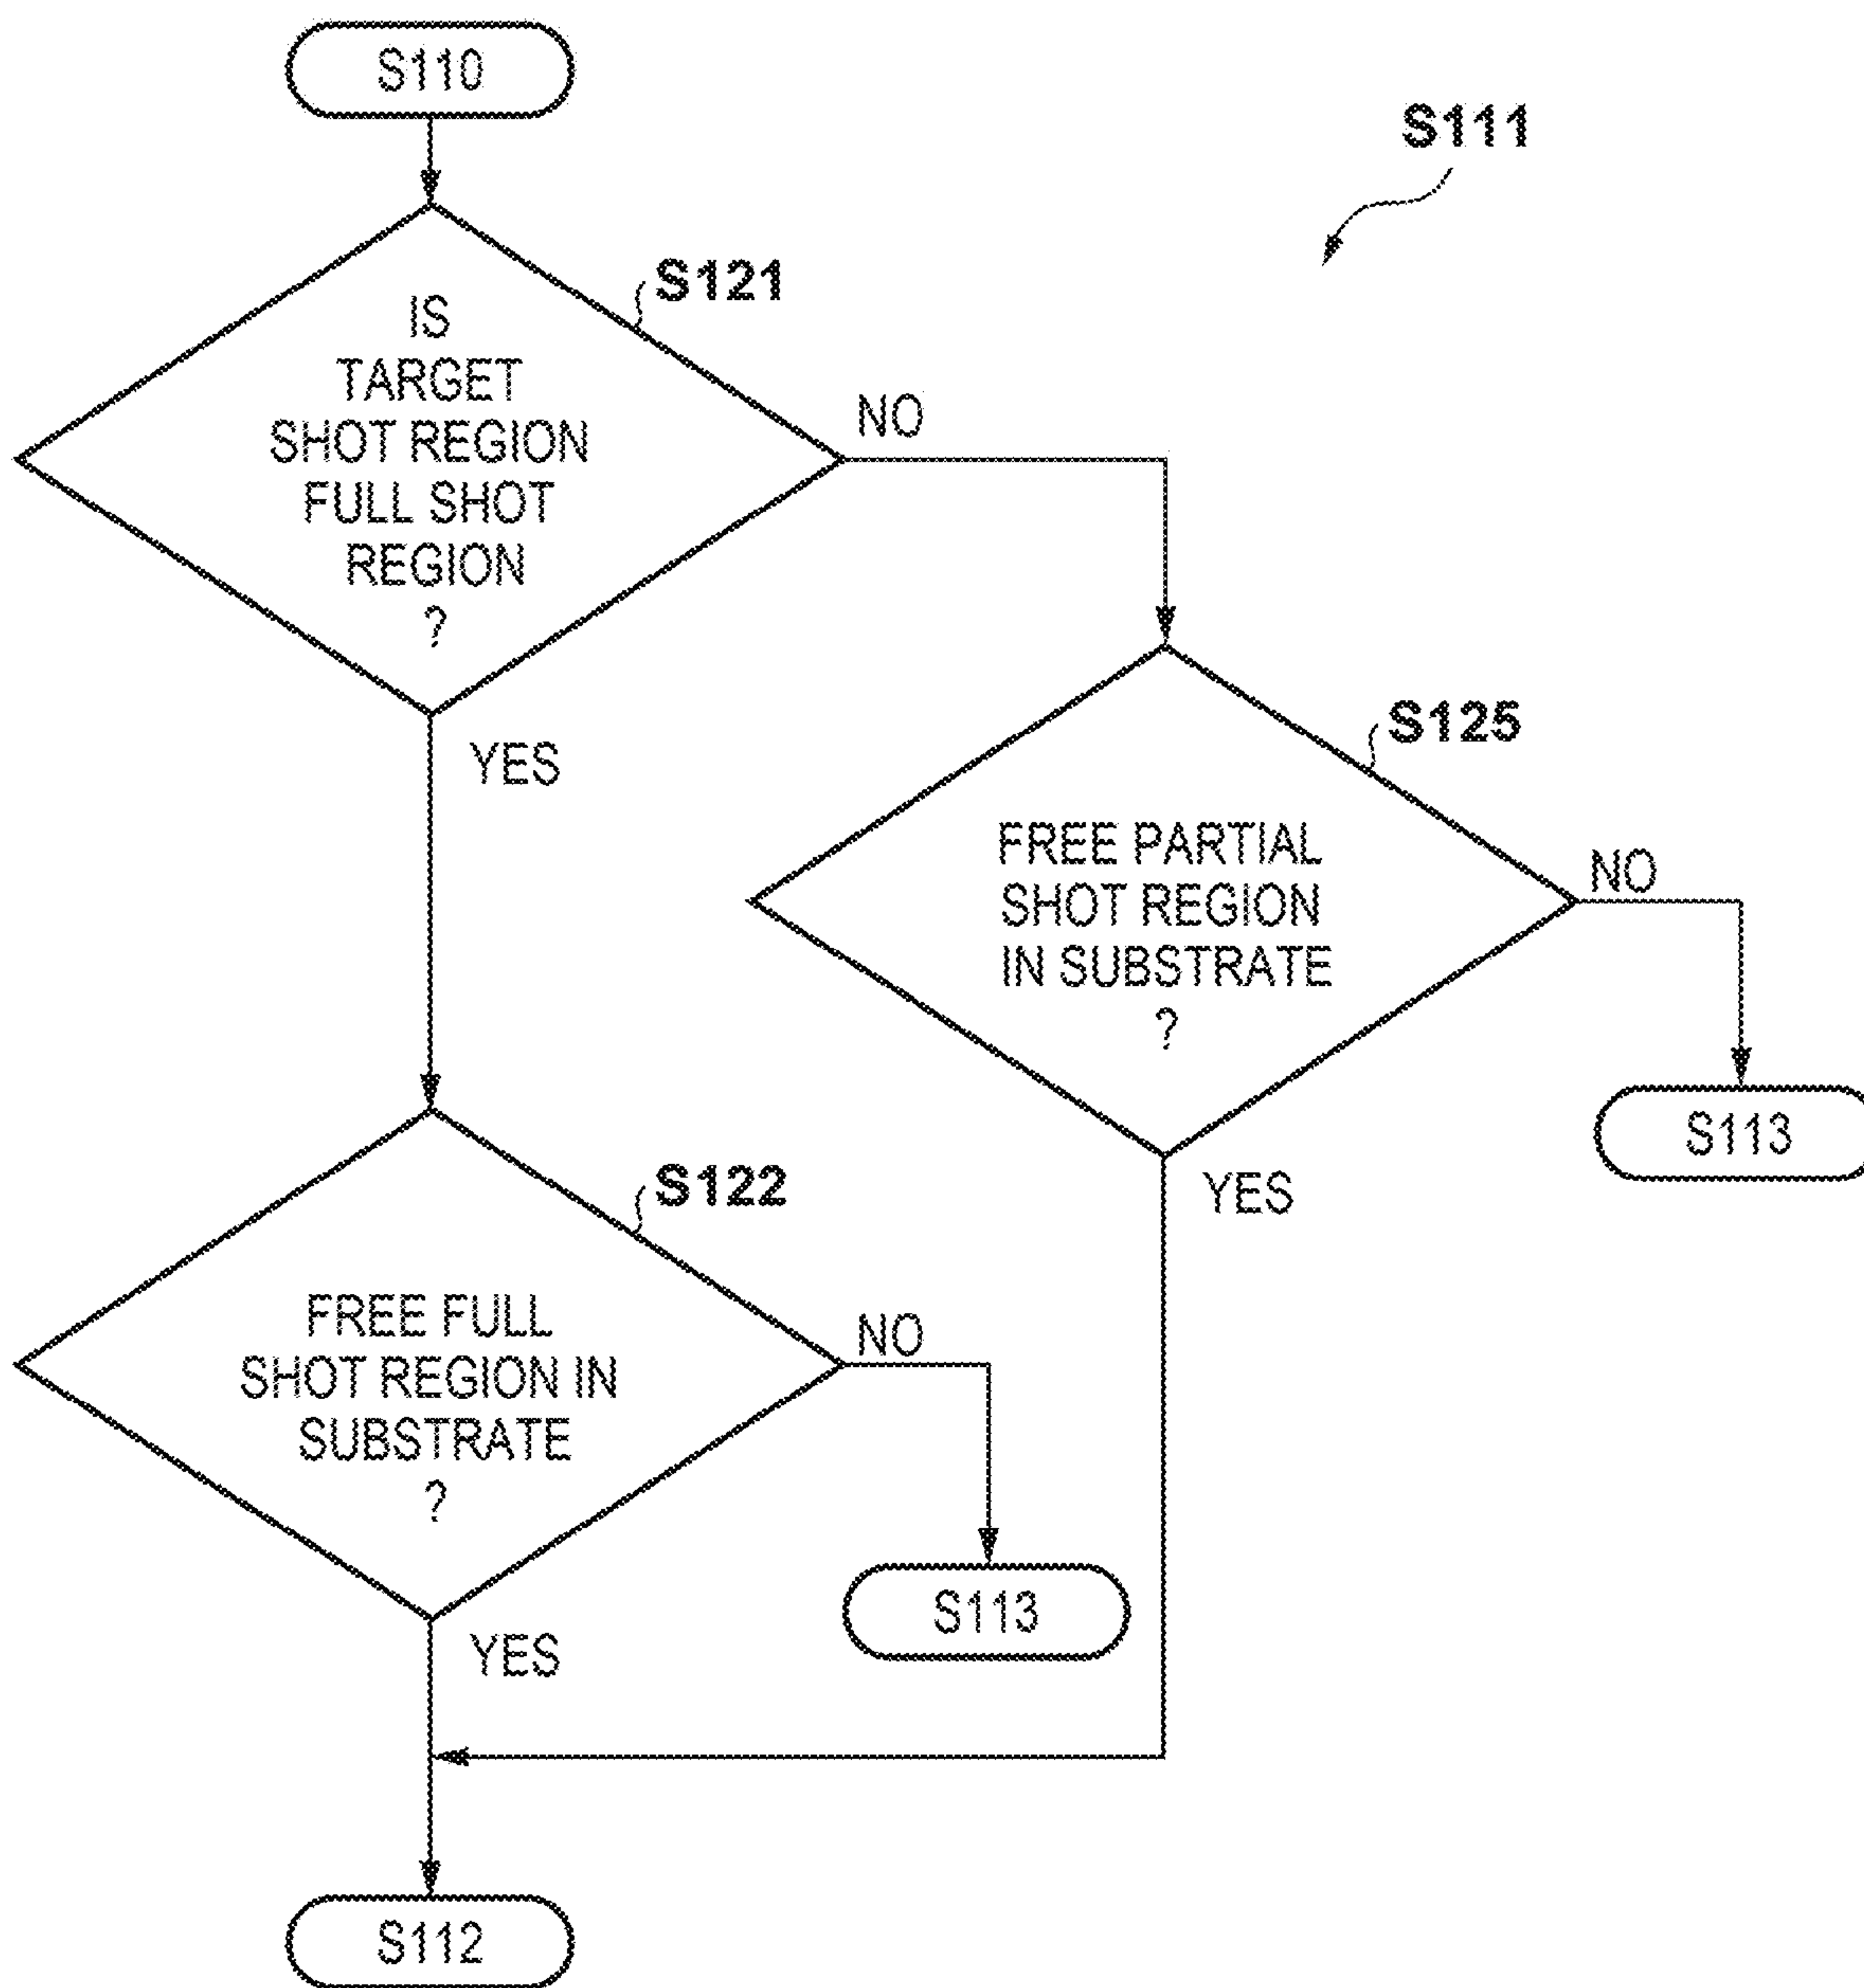 S110
S111
S121
IS
TARGET
SHOT REGION
FULL SHOT
REGION
?
NO
YES
S125
FREE PARTIAL
SHOT REGION
IN SUBSTRATE
?
NO
S113
YES
S122
FREE FULL
SHOT REGION IN
SUBSTRATE
?
NO
S113
YES
S112